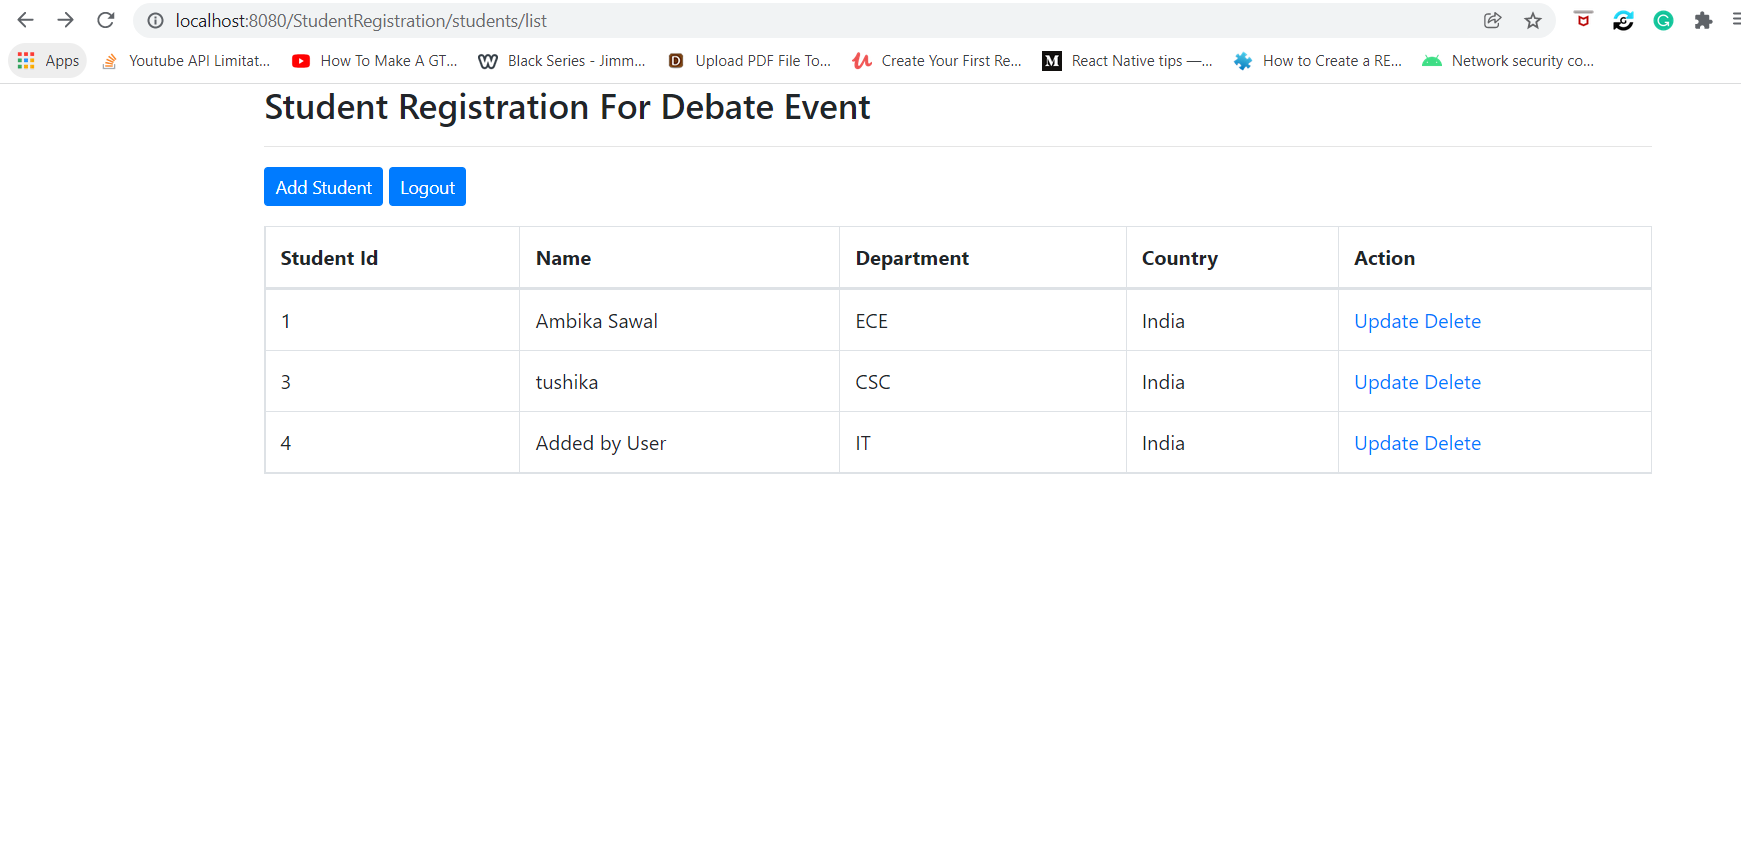 localhost:8080/StudentRegistration/students/list
Apps Youtube API Limitat... How To Make A GT... Black Series - Jimm... Upload PDF File To... Create Your First Re... React Native tips —... How to Create a RE... Network security co...
Student Registration For Debate Event
Add Student Logout
Student Id Name Department Country Action
1 Ambika Sawal ECE India Update Delete
3 tushika CSC India Update Delete
4 Added by User IT India Update Delete